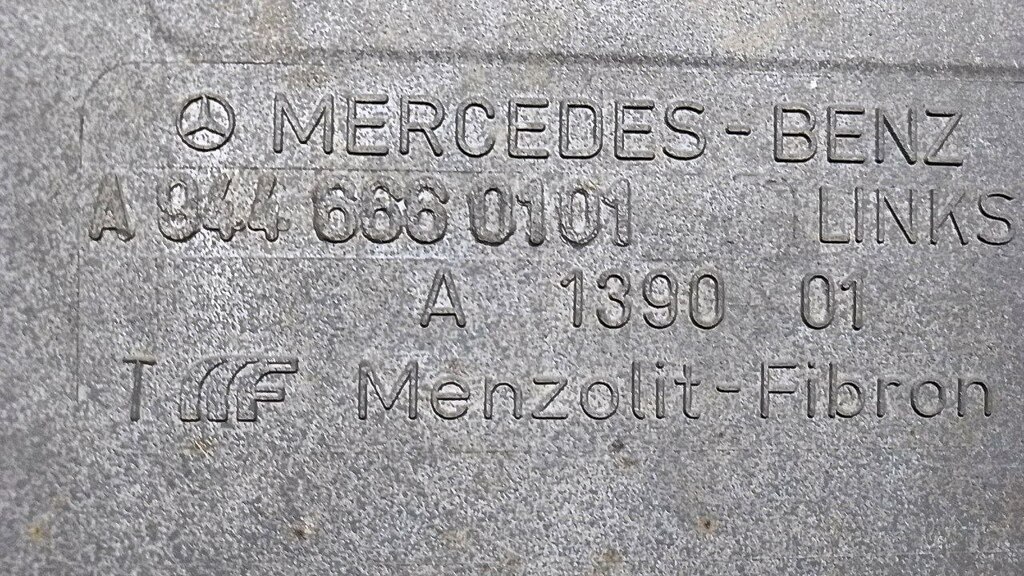 MERCEDES-BENZ
A 944 666 0101 LINKS
A 1390 01
T F Menzolit-Fibron